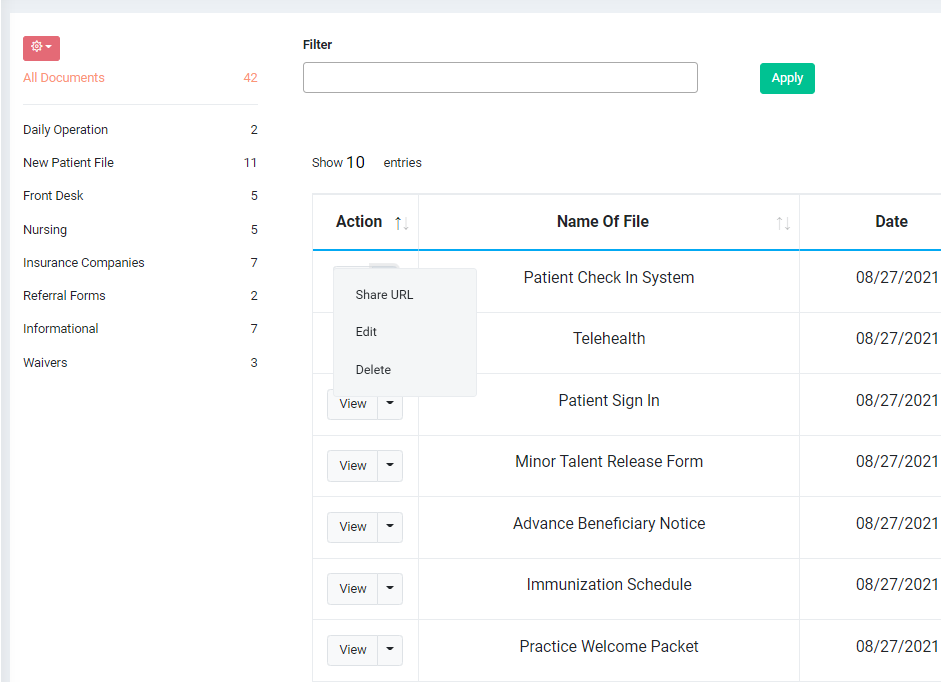 Filter
All Documents 42
Apply
Daily Operation 2
New Patient File 11
Front Desk 5
Nursing 5
Insurance Companies 7
Referral Forms 2
Informational 7
Waivers 3
Show 10 entries
Action Name Of File Date
Patient Check In System 08/27/2021
Share URL
Edit
Delete
Telehealth 08/27/2021
View Patient Sign In 08/27/2021
View Minor Talent Release Form 08/27/2021
View Advance Beneficiary Notice 08/27/2021
View Immunization Schedule 08/27/2021
View Practice Welcome Packet 08/27/2021